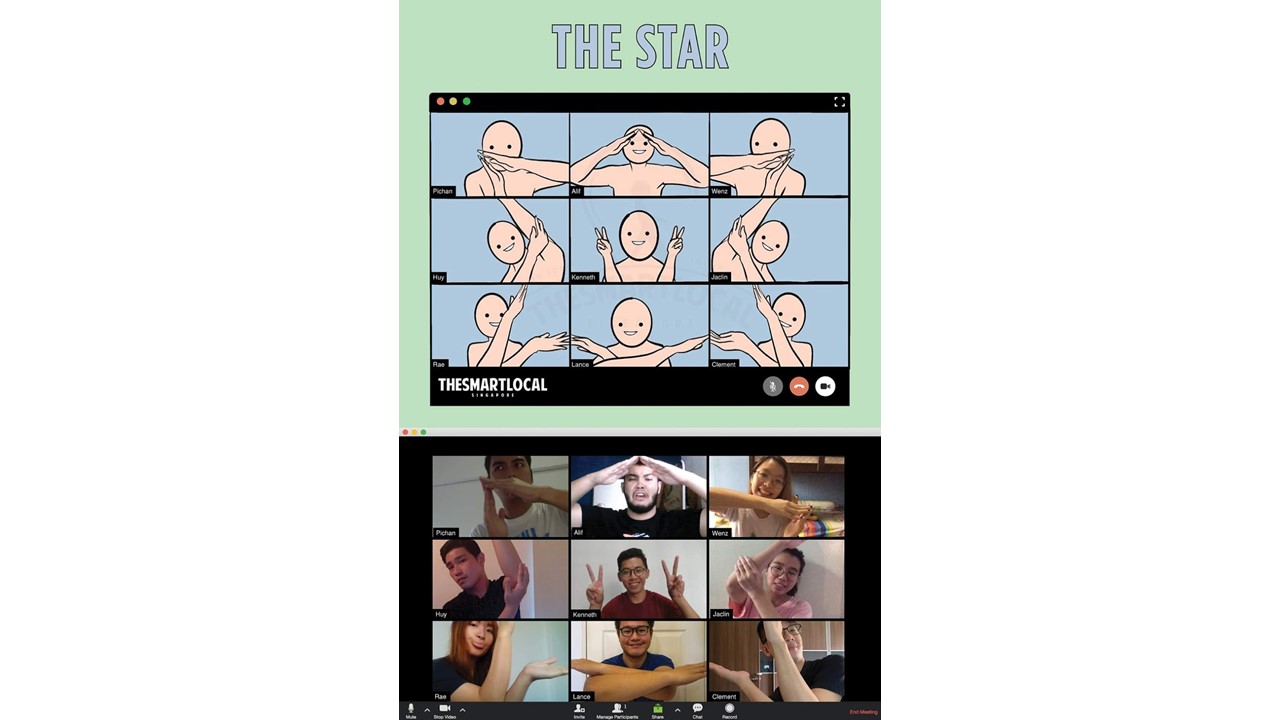 THE STAR
Pichan
Alif
Wenz
Huy
Kenneth
Jaclin
Rae
Lance
Clement
THESMARTLOCAL
SINGAPORE
Pichan
Alif
Wenz
Huy
Kenneth
Jaclin
Rae
Lance
Clement
Mute
Stop Video
Invite
Manage Participants
Share
Chat
Record
End Meeting